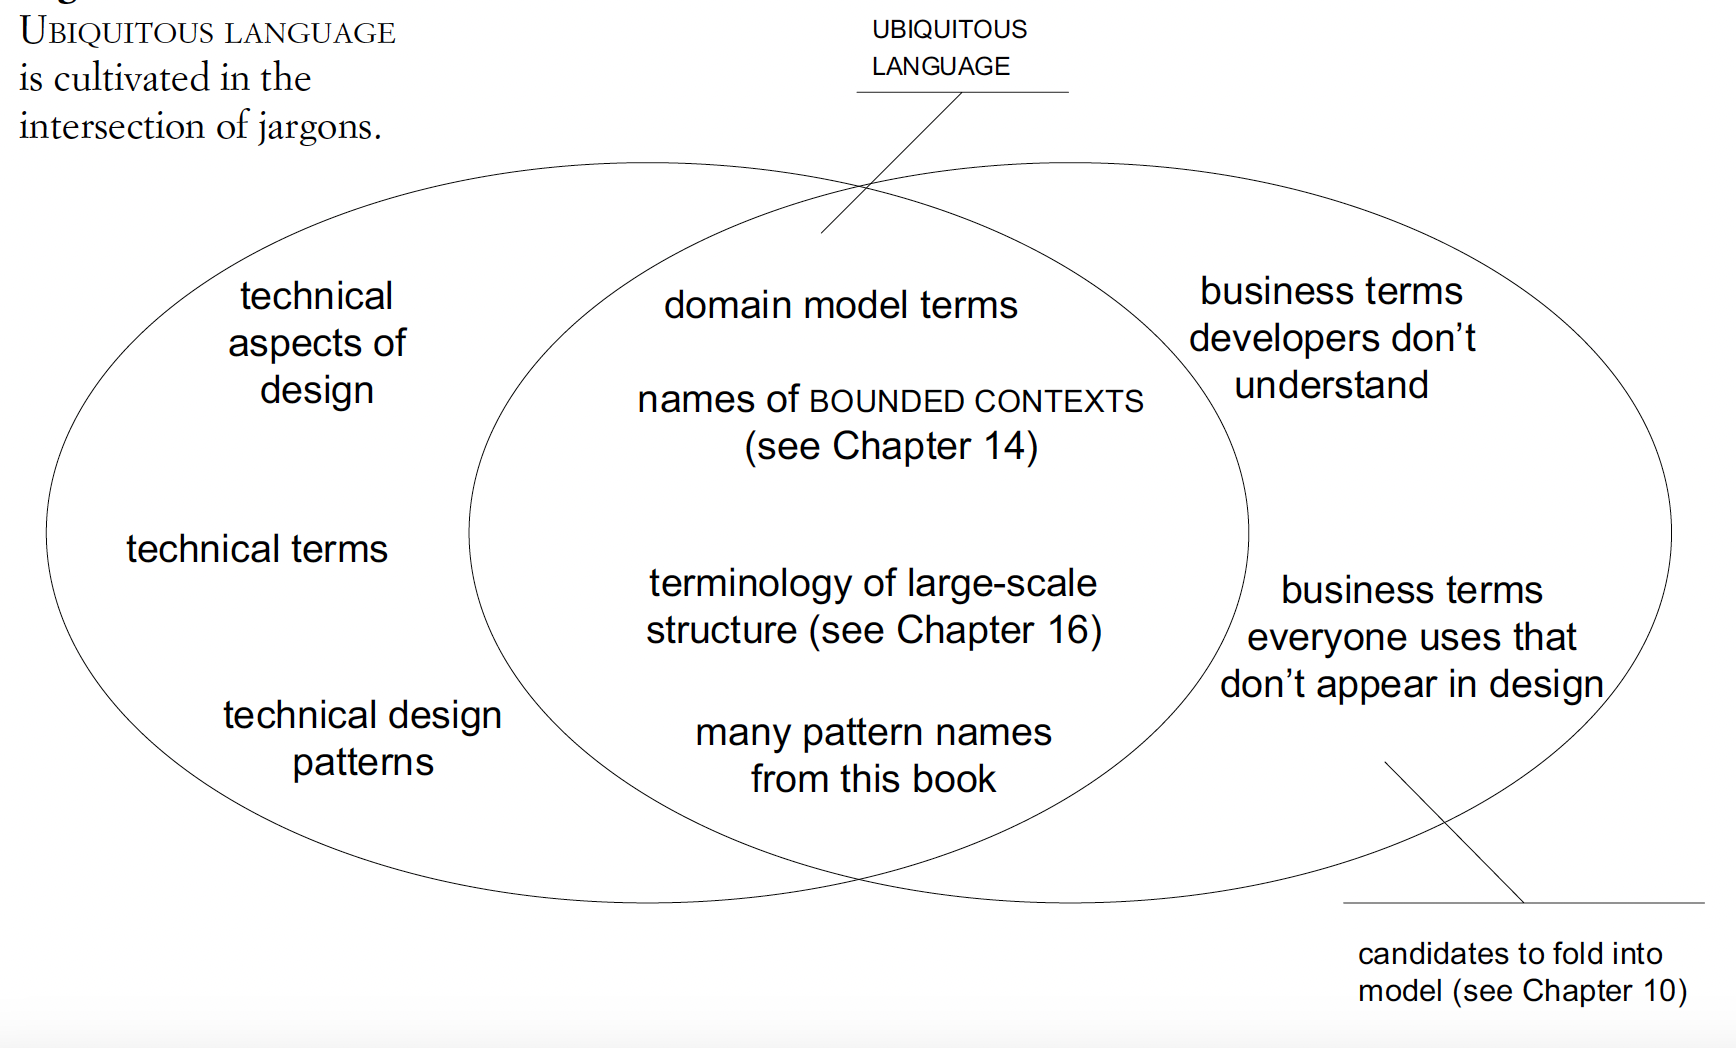 UBIQUITOUS LANGUAGE
is cultivated in the
intersection of jargons.
UBIQUITOUS
LANGUAGE
technical
aspects of
design
technical terms
technical design
patterns
domain model terms
names of BOUNDED CONTEXTS
(see Chapter 14)
terminology of large-scale
structure (see Chapter 16)
many pattern names
from this book
business terms
developers don’t
understand
business terms
everyone uses that
don’t appear in design
candidates to fold into
model (see Chapter 10)